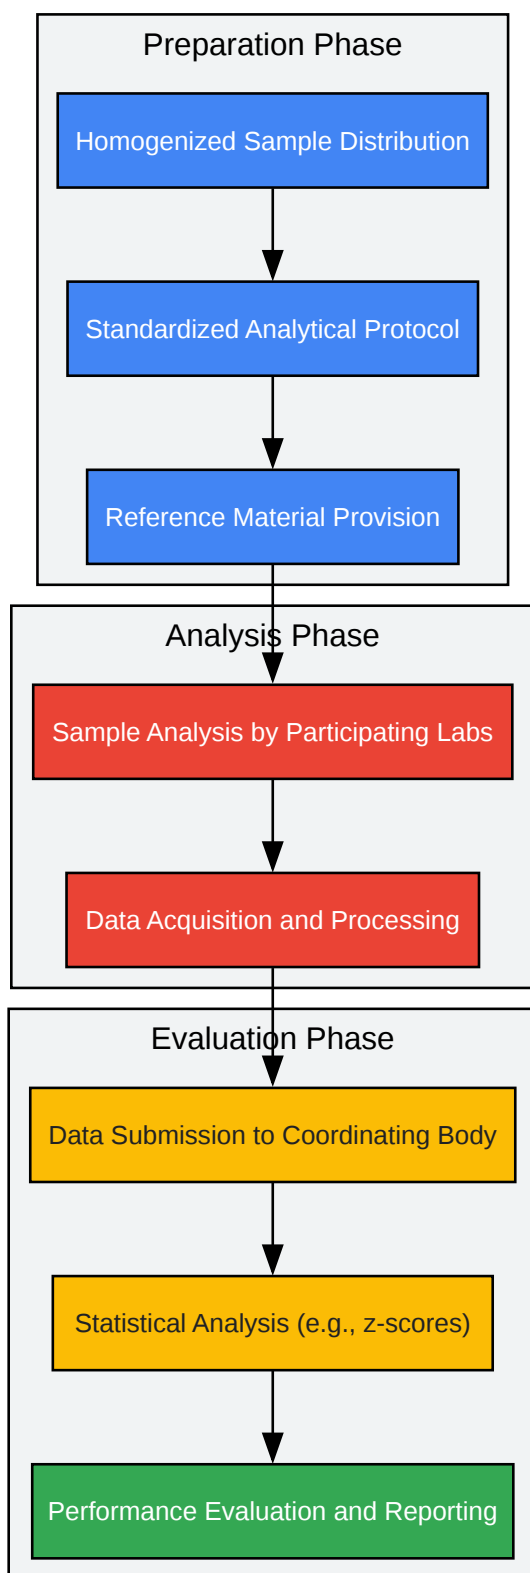 Preparation Phase
Homogenized Sample Distribution
Standardized Analytical Protocol
Reference Material Provision
Analysis Phase
Sample Analysis by Participating Labs
Data Acquisition and Processing
Evaluation Phase
Data Submission to Coordinating Body
Statistical Analysis (e.g., z-scores)
Performance Evaluation and Reporting